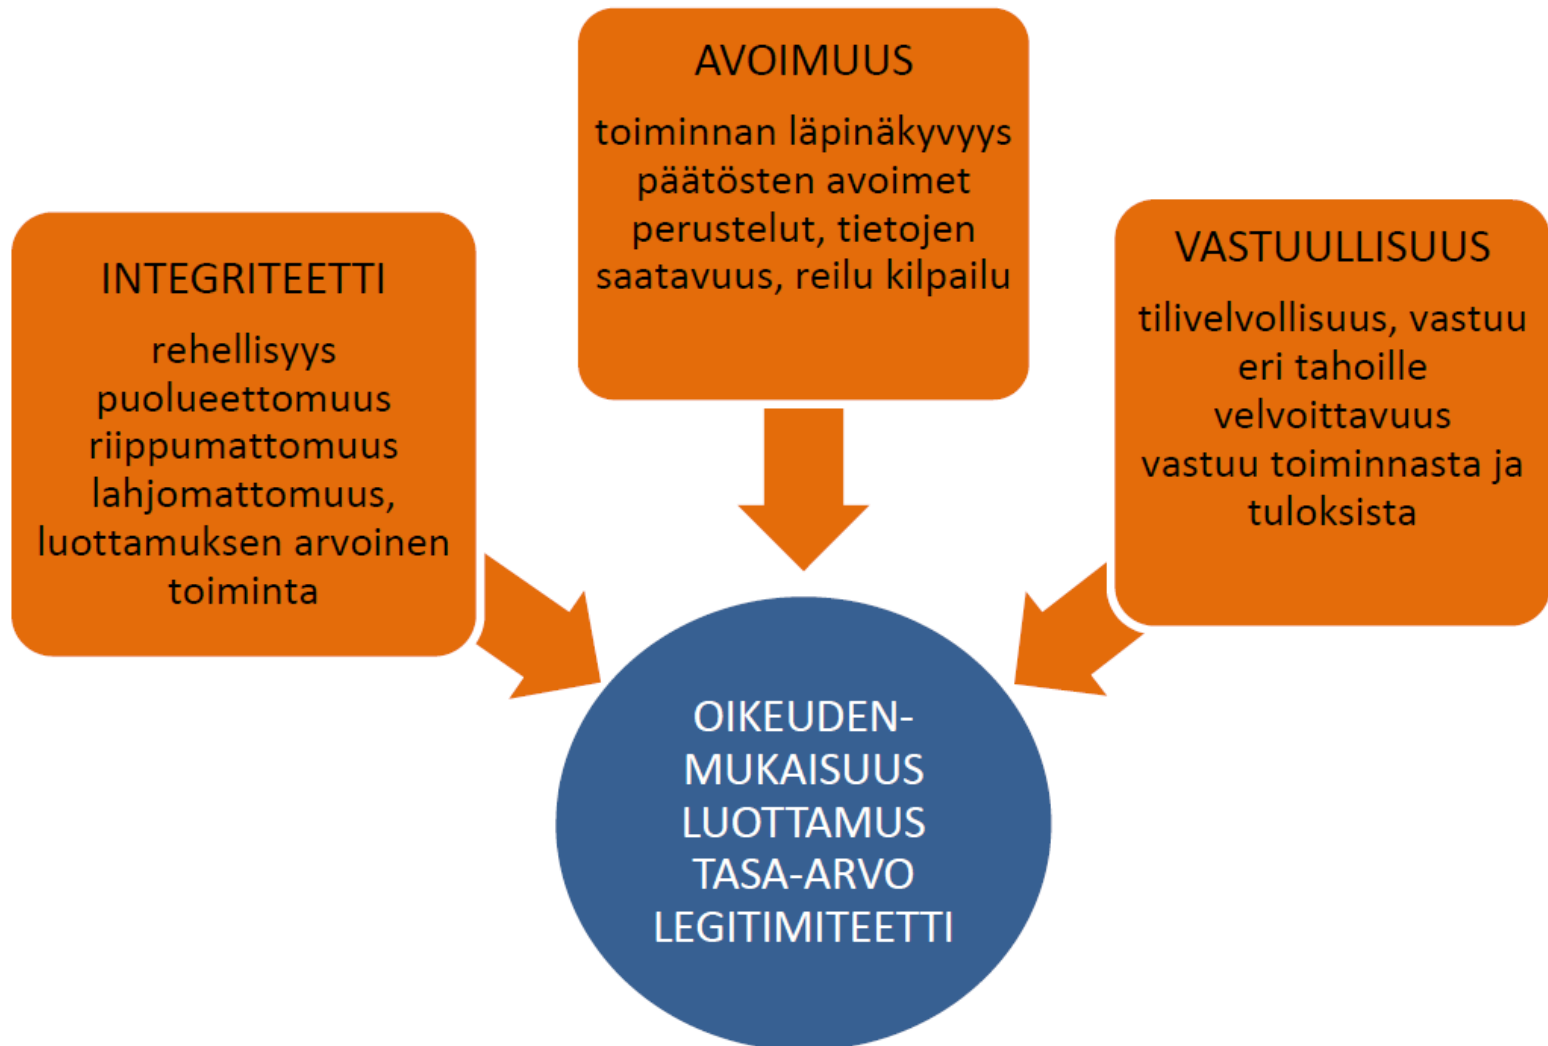 AVOIMUUS
toiminnan läpinäkyvyys
päätösten avoimet
perustelut, tietojen
saatavuus, reilu kilpailu
INTEGRITEETTI
rehellisyys
puolueettomuus
riippumattomuus
lahjomattomuus,
luottamuksen arvoinen
toiminta
VASTUULLISUUS
tilivelvollisuus, vastuu
eri tahoille
velvoittavuus
vastuu toiminnasta ja
tuloksista
OIKEUDEN-
MUKAISUUS
LUOTTAMUS
TASA-ARVO
LEGITIMITEETTI